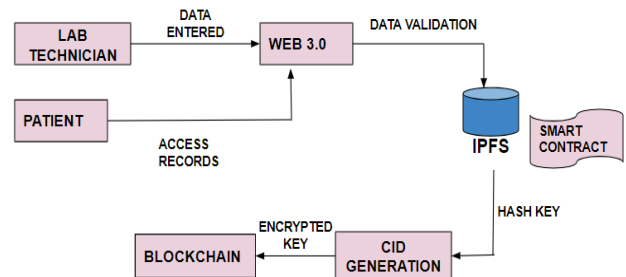 DATA
ENTERED
LAB
TECHNICIAN
WEB 3.0
DATA VALIDATION
PATIENT
ACCESS
RECORDS
IPFS
SMART
CONTRACT
HASH KEY
ENCRYPTED
KEY
CID
GENERATION
BLOCKCHAIN